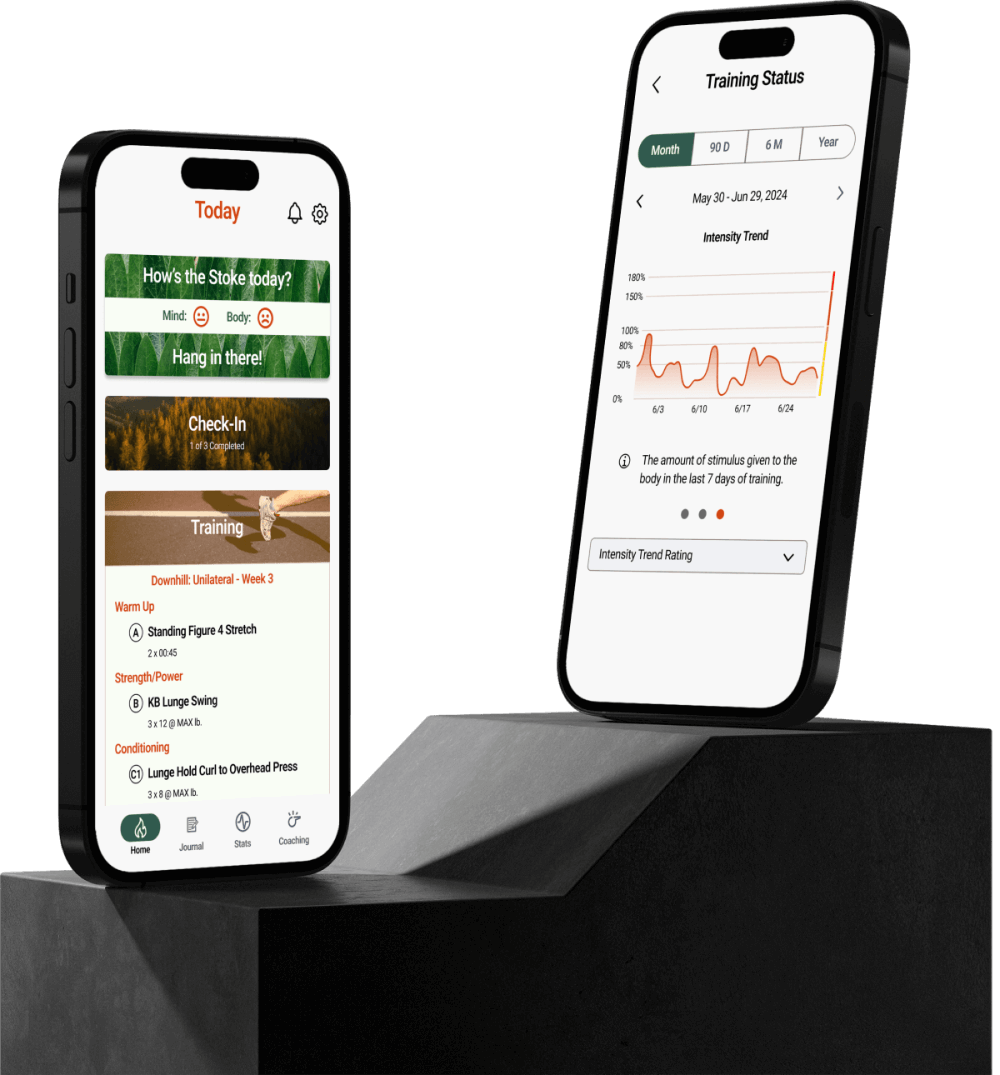 Today
How's the Stoke today?
Mind:
Body:
Hang in there!
Check-In
1 of 3 Completed
Training
Downhill: Unilateral - Week 3
Warm Up
A Standing Figure 4 Stretch
2 x 00:45
Strength/Power
B KB Lunge Swing
3 x 12 @ MAX lb.
Conditioning
C1 Lunge Hold Curl to Overhead Press
3 x 8 @ MAX lb.
Home
Journal
Stats
Coaching
Training Status
Month
90 D
6 M
Year
May 30 - Jun 29, 2024
Intensity Trend
180%
150%
100%
80%
50%
0%
6/3
6/10
6/17
6/24
The amount of stimulus given to the
body in the last 7 days of training.
Intensity Trend Rating